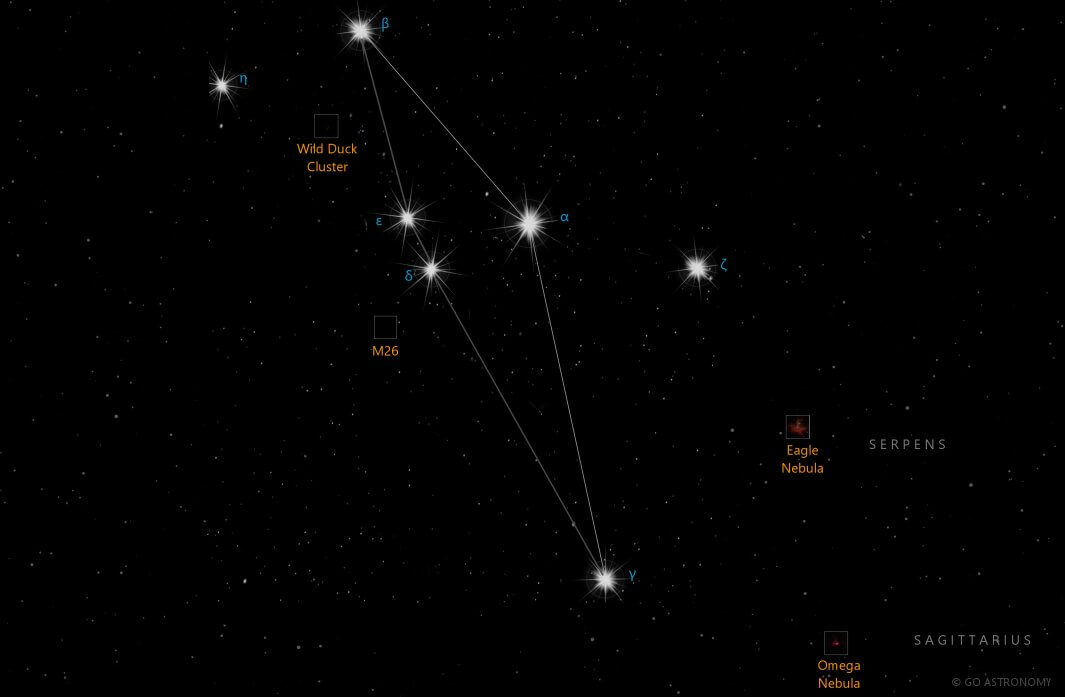 β
η
Wild Duck
Cluster
ε
α
δ
ζ
M26
Eagle
Nebula
SERPENS
γ
SAGITTARIUS
Omega
Nebula
© GO ASTRONOMY